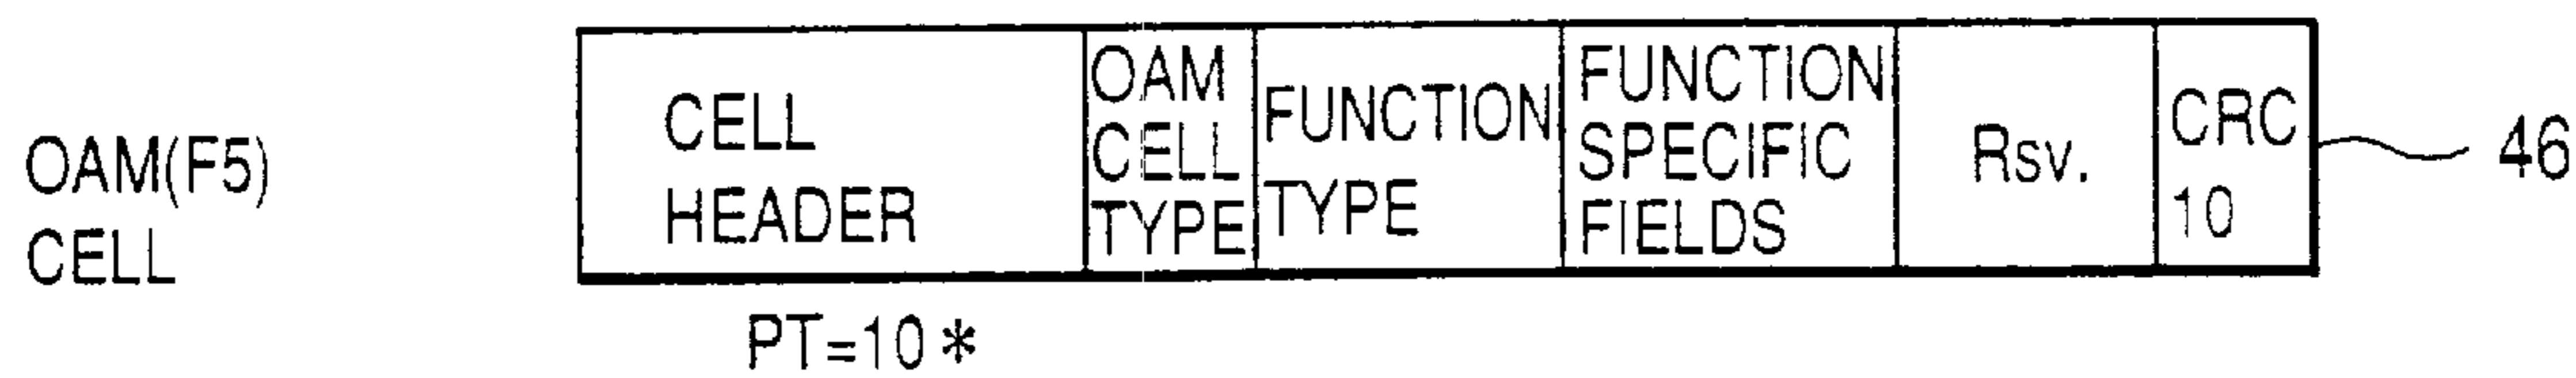 OAM(F5)
CELL
CELL
HEADER
OAM
CELL
TYPE
FUNCTION
TYPE
FUNCTION
SPECIFIC
FIELDS
Rsv.
CRC
10
46
PT=10*